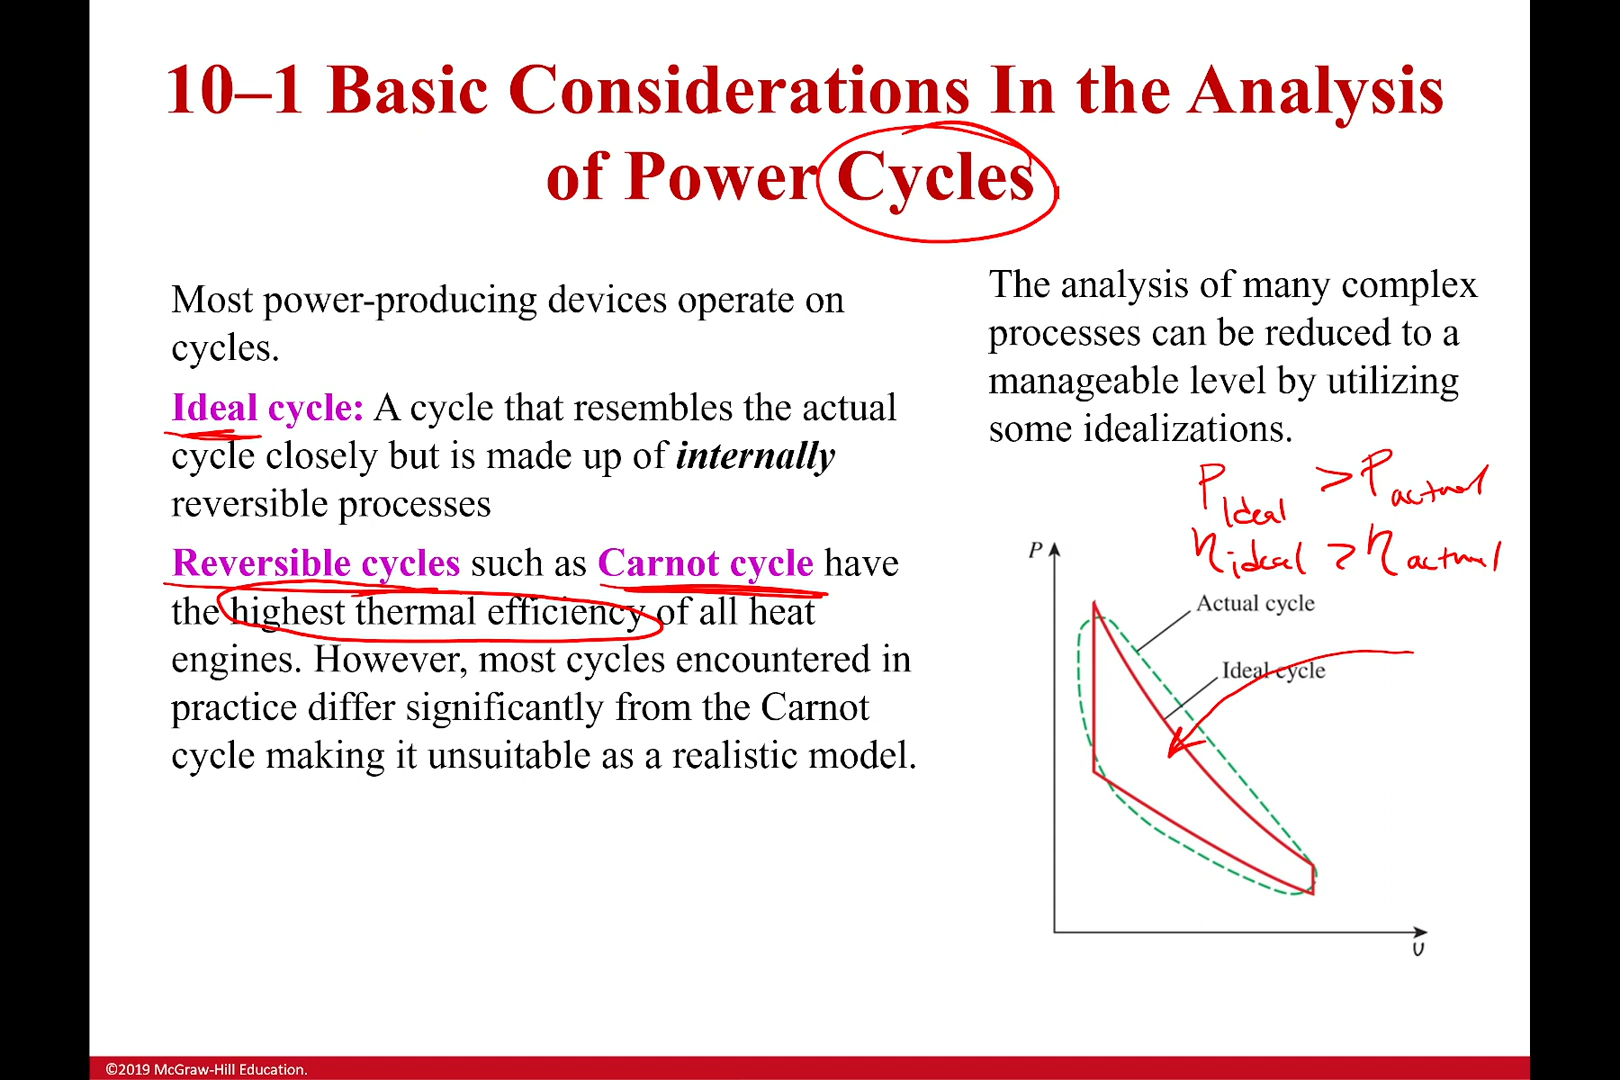 10–1 Basic Considerations In the Analysis
of Power Cycles
Most power-producing devices operate on
cycles.
Ideal cycle: A cycle that resembles the actual
cycle closely but is made up of internally
reversible processes
Reversible cycles such as Carnot cycle have
the highest thermal efficiency of all heat
engines. However, most cycles encountered in
practice differ significantly from the Carnot
cycle making it unsuitable as a realistic model.
The analysis of many complex
processes can be reduced to a
manageable level by utilizing
some idealizations.
P Ideal > P actual
η ideal > η actual
P
Actual cycle
Ideal cycle
υ
©2019 McGraw-Hill Education.